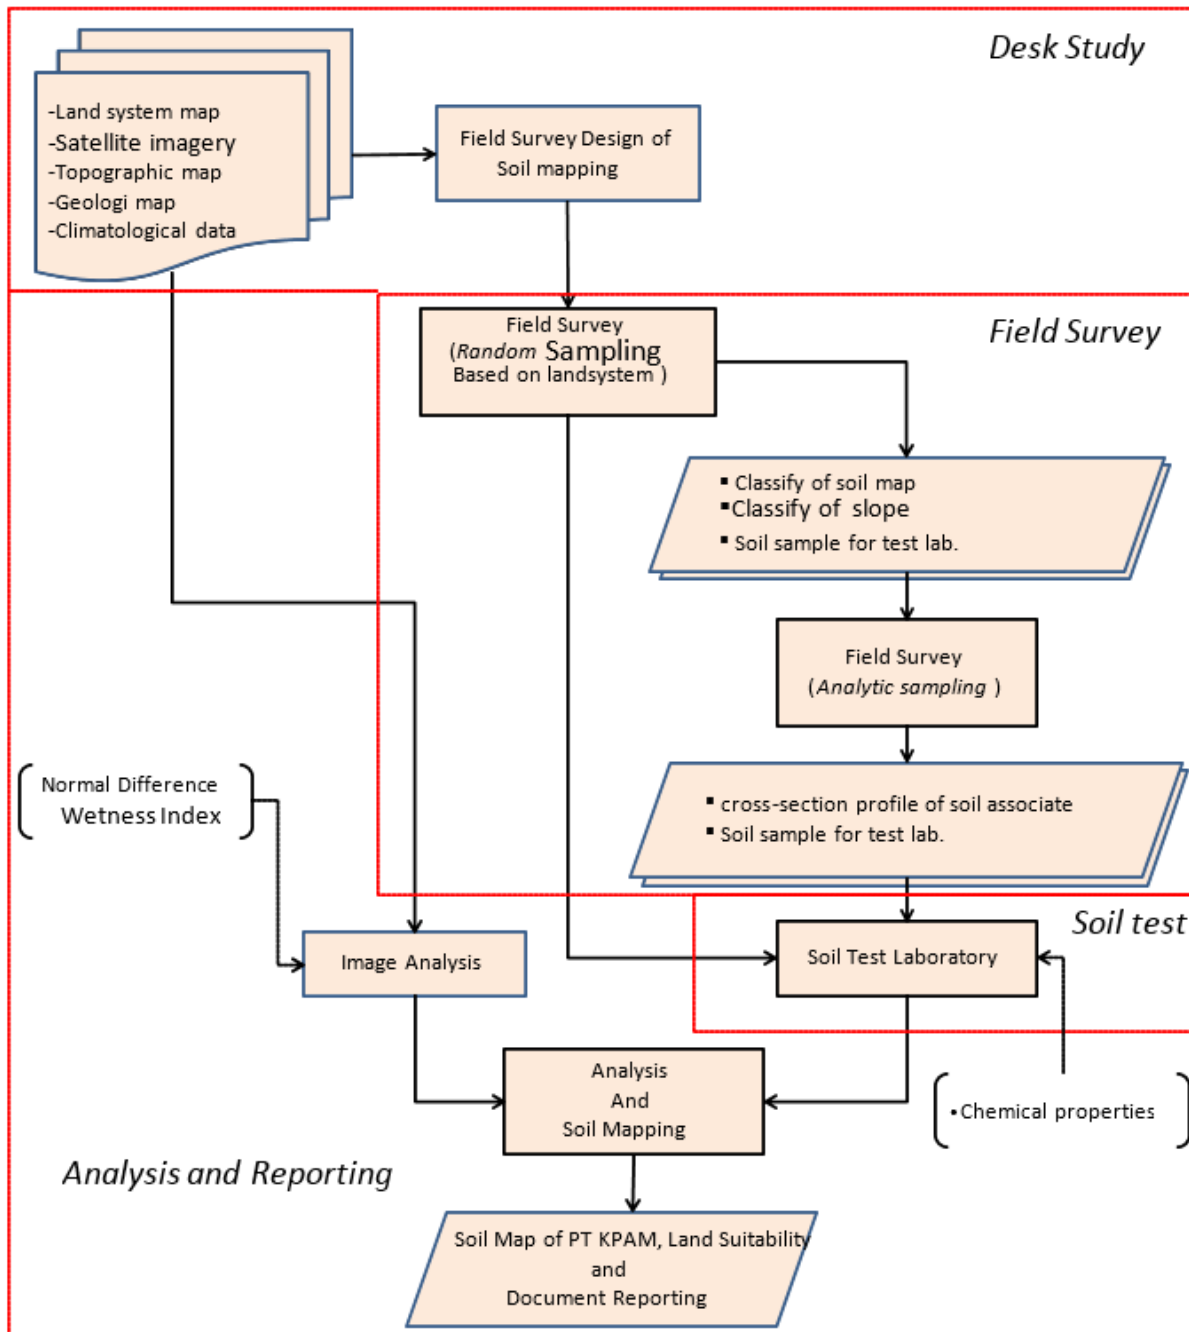 Desk Study
-Land system map
-Satellite imagery
-Topographic map
-Geologi map
-Climatological data
Field Survey Design of
Soil mapping
Field Survey
Field Survey
(Random Sampling
Based on landsystem )
▪ Classify of soil map
▪Classify of slope
▪ Soil sample for test lab.
Field Survey
(Analytic sampling )
Normal Difference
Wetness Index
▪ cross-section profile of soil associate
▪ Soil sample for test lab.
Soil test
Image Analysis
Soil Test Laboratory
Analysis
And
Soil Mapping
•Chemical properties
Analysis and Reporting
Soil Map of PT KPAM, Land Suitability
and
Document Reporting